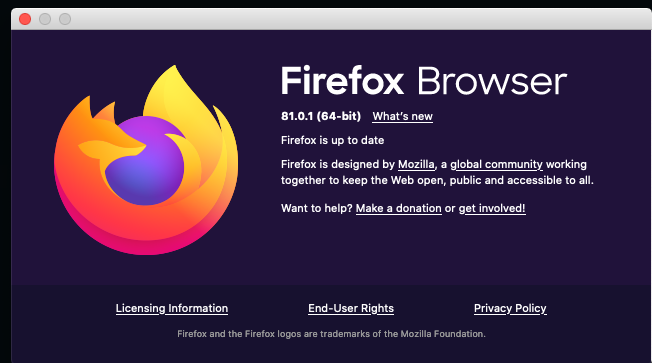 Firefox Browser
81.0.1 (64-bit) What's new
Firefox is up to date
Firefox is designed by Mozilla, a global community working
together to keep the Web open, public and accessible to all.
Want to help? Make a donation or get involved!
Licensing Information End-User Rights Privacy Policy
Firefox and the Firefox logos are trademarks of the Mozilla Foundation.